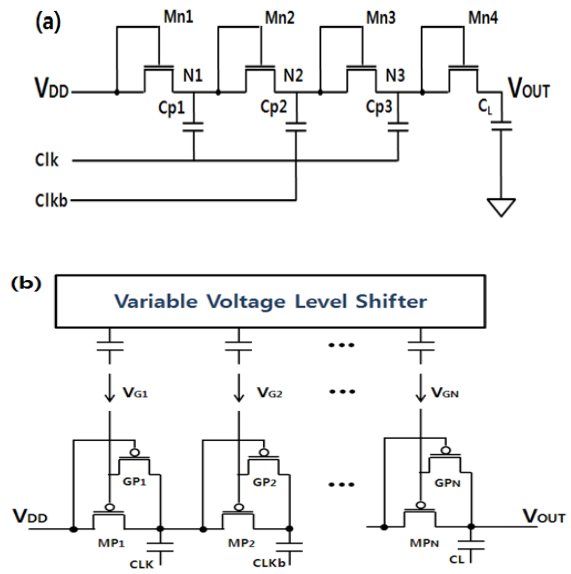 (a)
Mn1 Mn2 Mn3 Mn4
VDD N1 N2 N3 VOUT
Cp1 Cp2 Cp3 CL
Clk
Clkb
(b)
Variable Voltage Level Shifter
•••
VG1 VG2 ••• VGN
GP1 GP2 ••• GPN
VDD VOUT
MP1 MP2 MPN
CLK CLKb CL